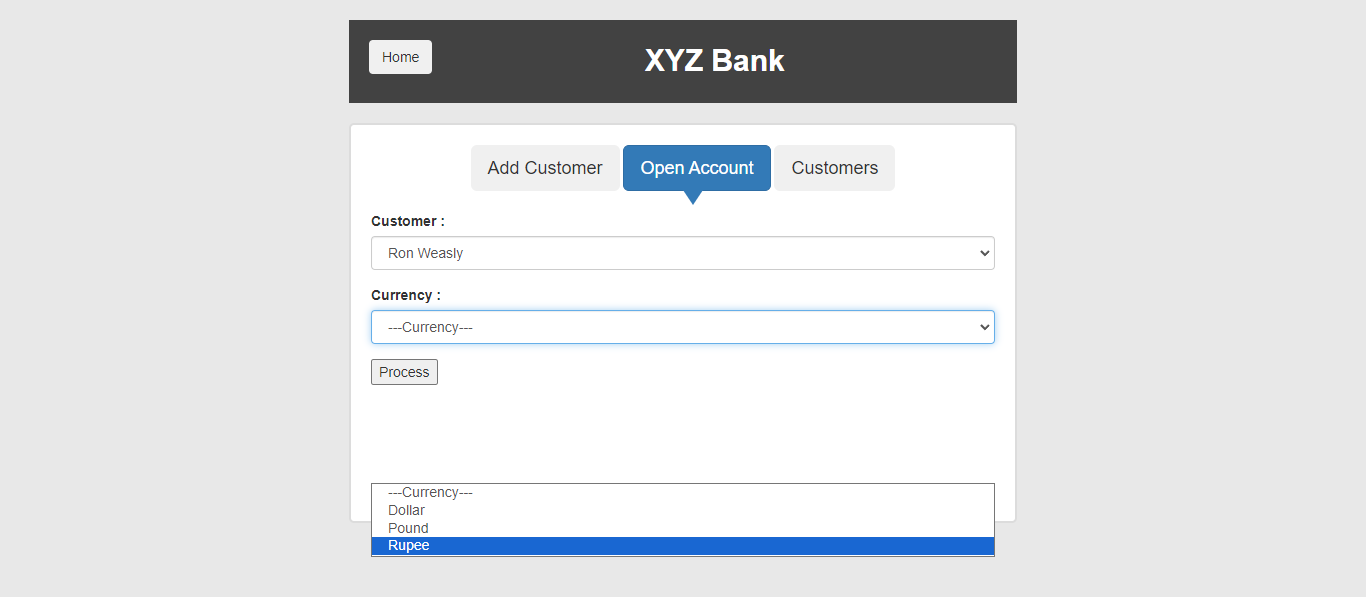 Home
XYZ Bank
Add Customer
Open Account
Customers
Customer :
Ron Weasly
Currency :
---Currency---
Process
---Currency---
Dollar
Pound
Rupee